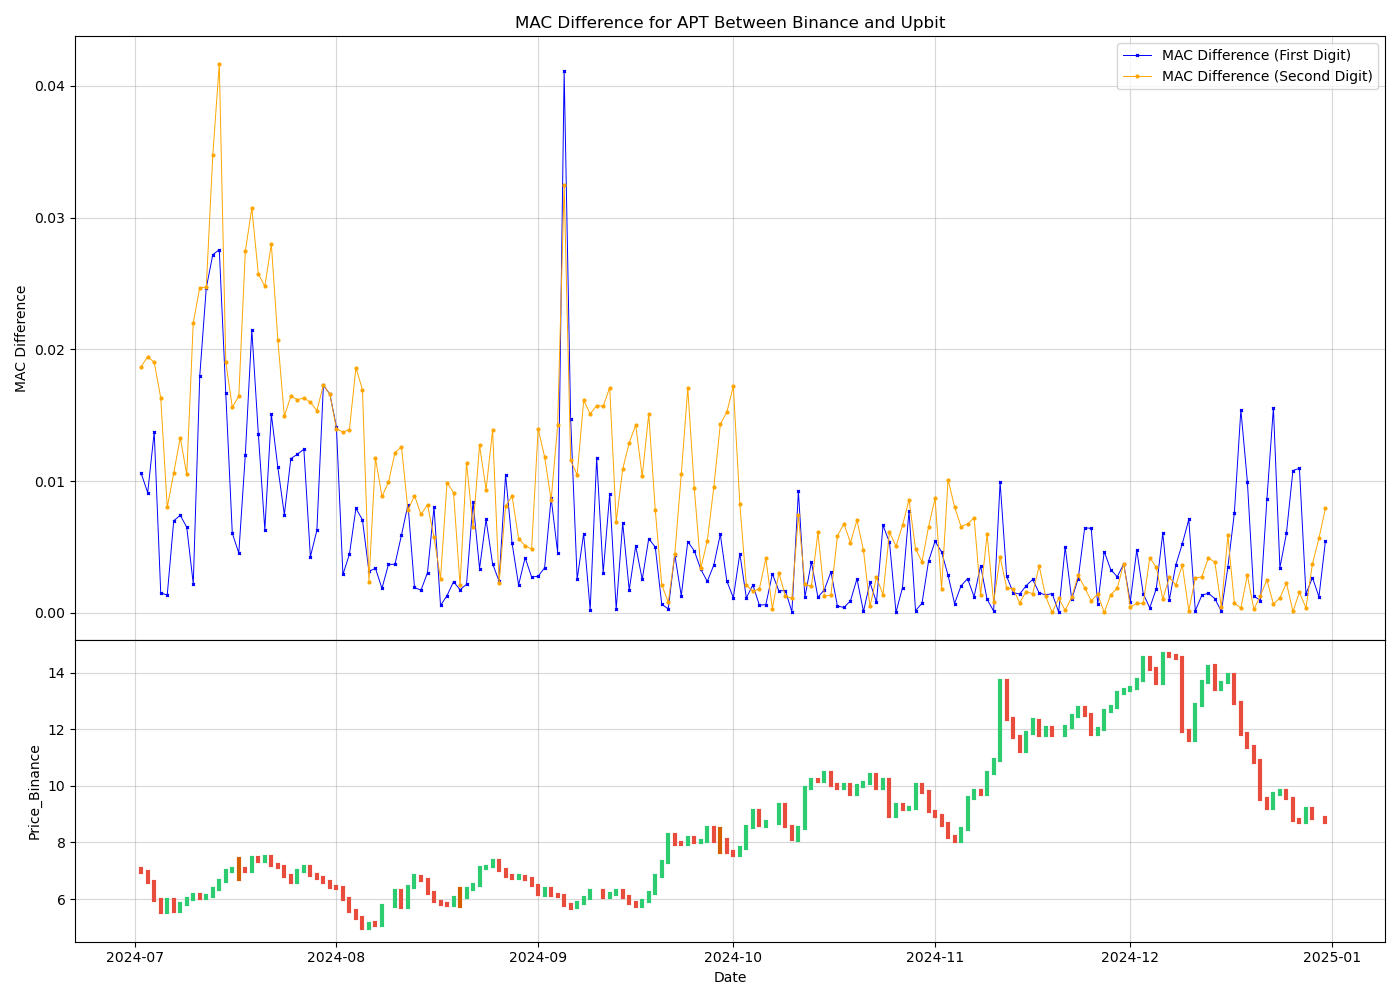 MAC Difference for APT Between Binance and Upbit
MAC Difference (First Digit)
MAC Difference (Second Digit)
MAC Difference
0.04
0.03
0.02
0.01
0.00
Price_Binance
14
12
10
8
6
2024-07
2024-08
2024-09
2024-10
2024-11
2024-12
2025-01
Date